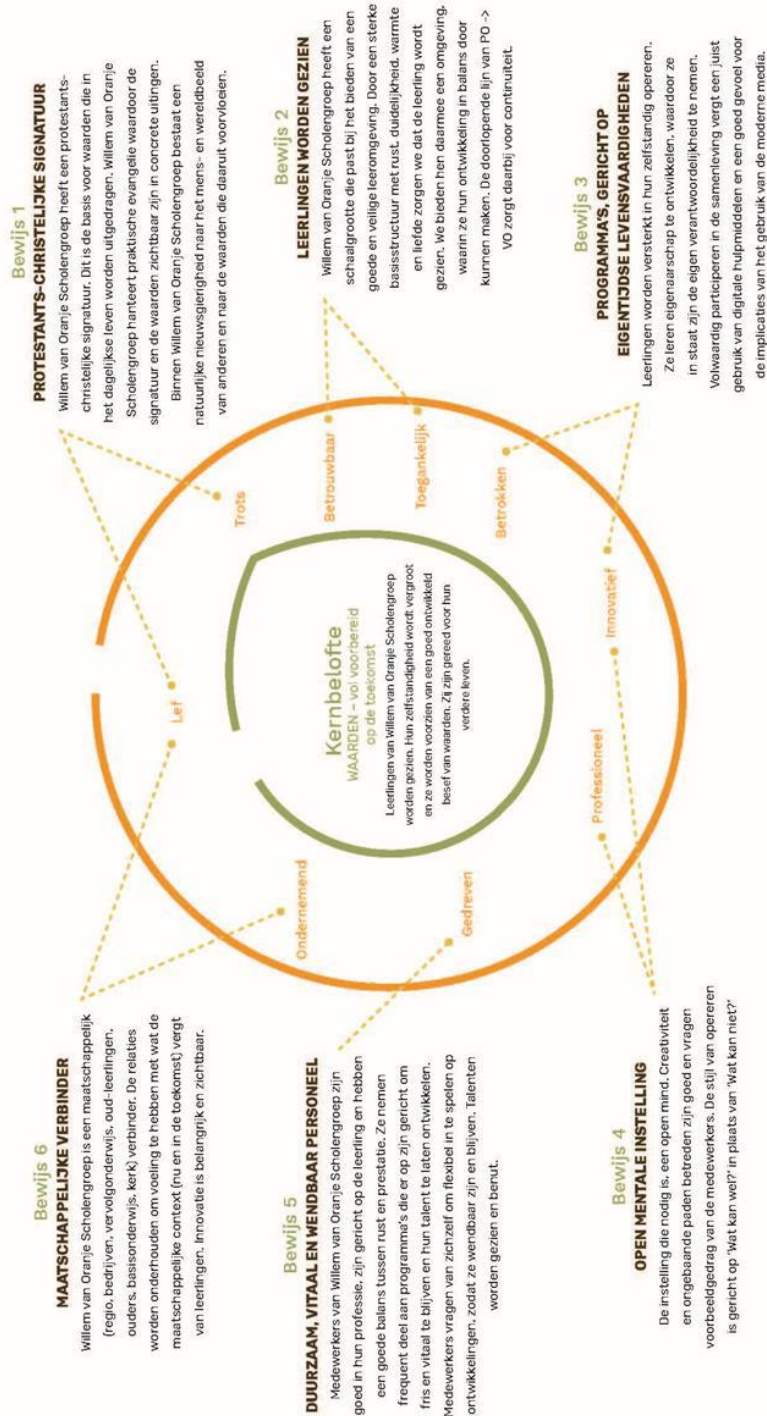 Bewijs 1
PROTESTANTS-CHRISTELIJKE SIGNATUUR
Willem van Oranje Scholengroep heeft een protestants-
christelijke signatuur. Dit is de basis voor waarden die in
het dagelijkse leven worden uitgedragen. Willem van Oranje
Scholengroep hanteert praktische evangelie waardoor de
signatuur en de waarden zichtbaar zijn in concrete uitingen.
Binnen Willem van Oranje Scholengroep bestaat een
natuurlijke nieuwsgierigheid naar het mens- en wereldbeeld
van anderen en naar de waarden die daaruit voorvloeien.
Bewijs 2
LEERLINGEN WORDEN GEZIEN
Willem van Oranje Scholengroep heeft een
schaalgrootte die past bij het bieden van een
goede en veilige leeromgeving. Door een sterke
basisstructuur met rust, duidelijkheid, warmte
en liefde zorgen we dat de leerling wordt
gezien. We bieden hen daarmee een omgeving,
waarin ze hun ontwikkeling in balans door
kunnen maken. De doorlopende lijn van PO ->
VO zorgt daarbij voor continuïteit.
Bewijs 3
PROGRAMMA'S, GERICHT OP
EIGENTIJDSE LEVENSVAARDIGHEDEN
Leerlingen worden versterkt in hun zelfstandig opereren.
Ze leren eigenaarschap te ontwikkelen, waardoor ze
in staat zijn de eigen verantwoordelijkheid te nemen.
Volwaardig participeren in de samenleving vergt een juist
gebruik van digitale hulpmiddelen en een goed gevoel voor
de implicaties van het gebruik van de moderne media.
Lef
Trots
Betrouwbaar
Toegankelijk
Betrokken
Innovatief
Professioneel
Gedreven
Ondernemend
Kernbelofte
WAARDEN - vol voorbereid
op de toekomst
Leerlingen van Willem van Oranje Scholengroep
worden gezien. Hun zelfstandigheid wordt vergroot
en ze worden voorzien van een goed ontwikkeld
besef van waarden. Zij zijn gereed voor hun
verdere leven.
Bewijs 6
MAATSCHAPPELIJKE VERBINDER
Willem van Oranje Scholengroep is een maatschappelijk
(regio, bedrijven, vervolgonderwijs, oud-leerlingen,
ouders, basisonderwijs, kerk) verbinder. De relaties
worden onderhouden om voeling te hebben met wat de
maatschappelijke context (nu en in de toekomst) vergt
van leerlingen. Innovatie is belangrijk en zichtbaar.
Bewijs 5
DUURZAAM, VITAAL EN WENDBAAR PERSONEEL
Medewerkers van Willem van Oranje Scholengroep zijn
goed in hun professie, zijn gericht op de leerling en hebben
een goede balans tussen rust en prestatie. Ze nemen
frequent deel aan programma's die er op zijn gericht om
fris en vitaal te blijven en hun talent te laten ontwikkelen.
Medewerkers vragen van zichzelf om flexibel in te spelen op
ontwikkelingen, zodat ze wendbaar zijn en blijven. Talenten
worden gezien en benut.
Bewijs 4
OPEN MENTALE INSTELLING
De instelling die nodig is, is een open mind. Creativiteit
en ongebaande paden betreden zijn goed en vragen
voorbeeldgedrag van de medewerkers. De stijl van opereren
is gericht op 'Wat kan wel?' in plaats van 'Wat kan niet?'